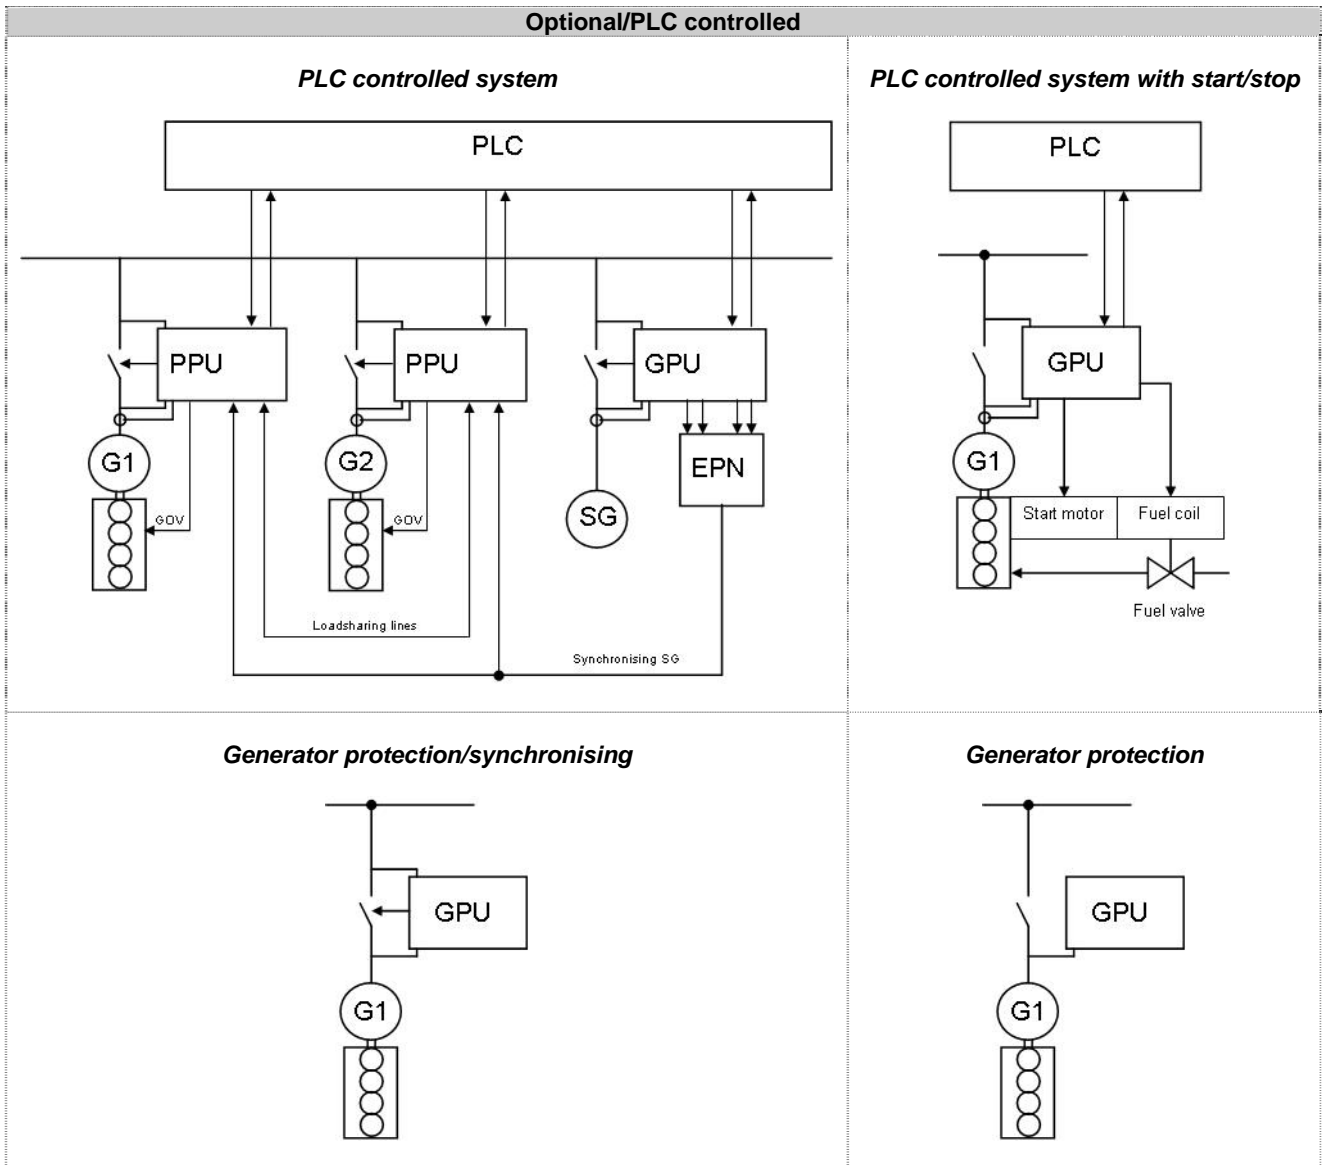 Optional/PLC controlled
PLC controlled system
PLC
PPU
PPU
GPU
G1
G2
EPN
SG
GOV
GOV
Loadsharing lines
Synchronising SG
PLC controlled system with start/stop
PLC
GPU
G1
Start motor
Fuel coil
Fuel valve
Generator protection/synchronising
GPU
G1
Generator protection
GPU
G1